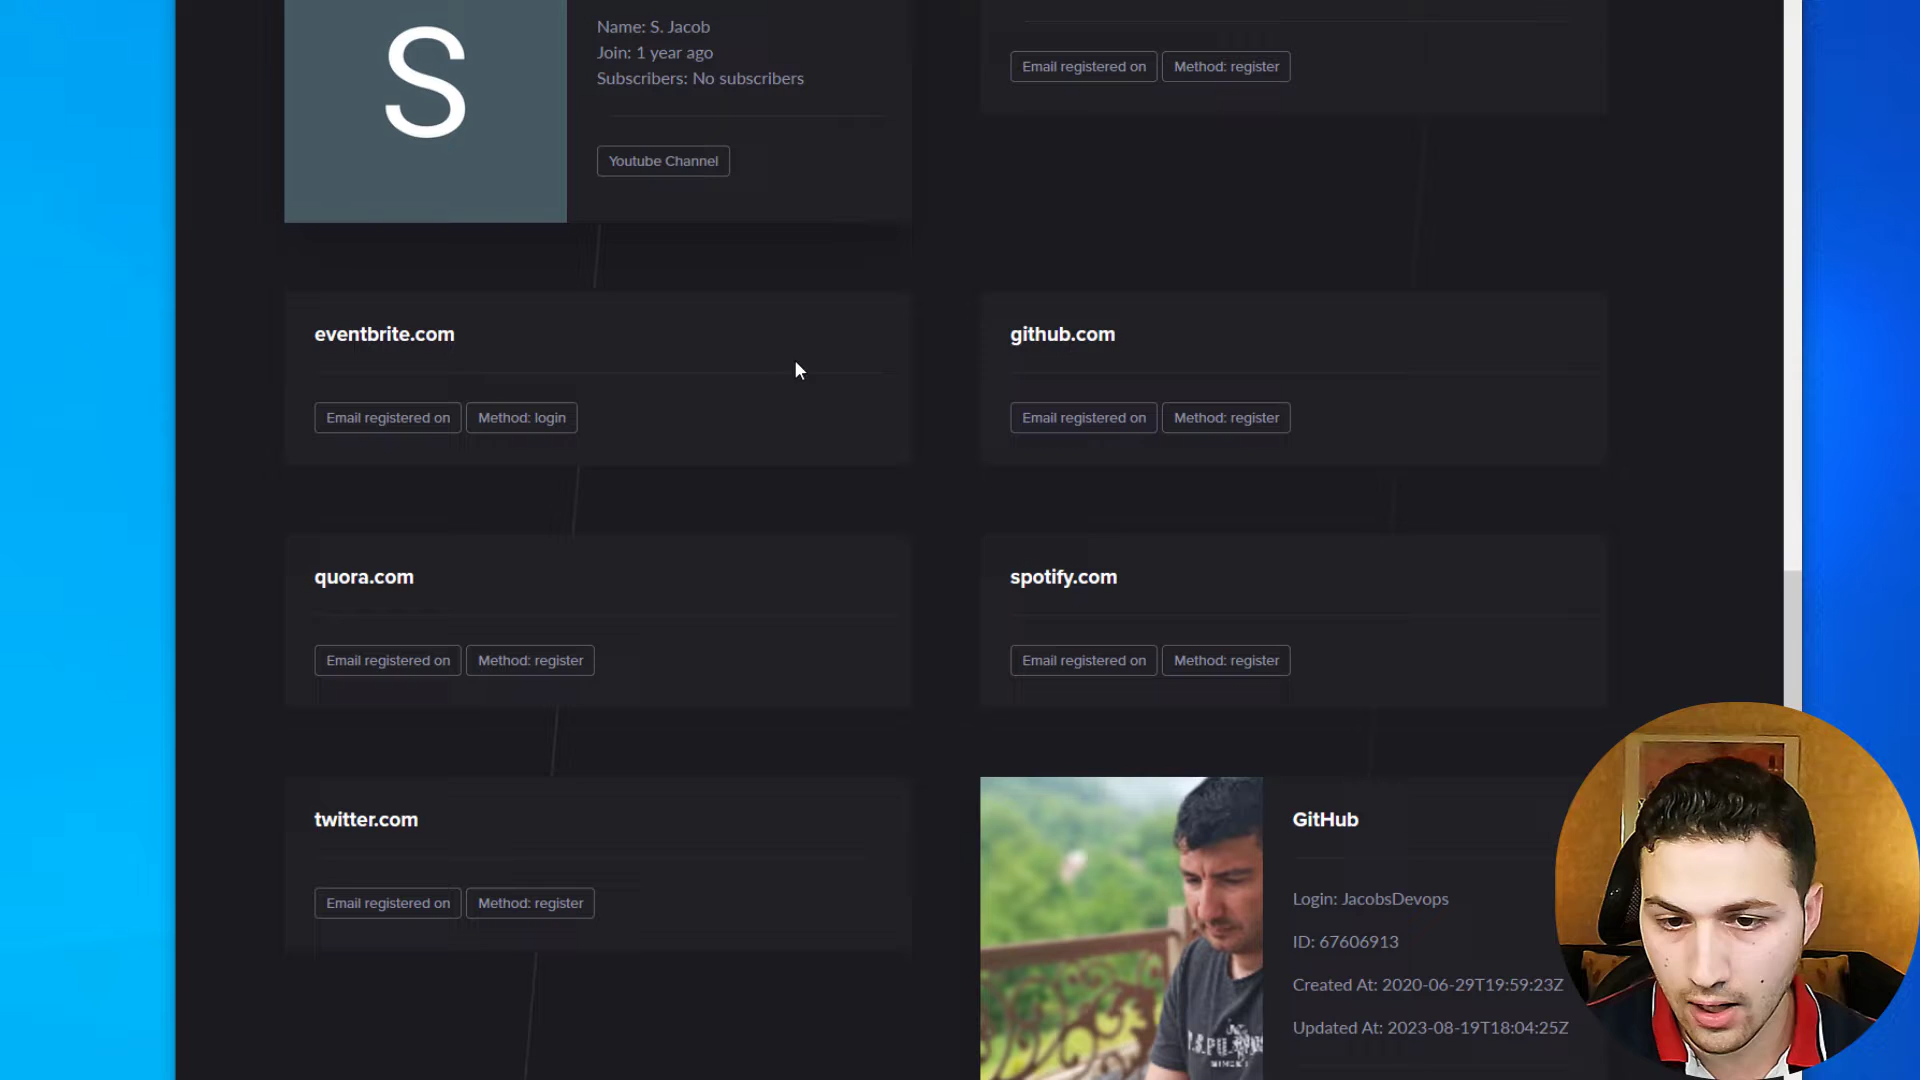 S
Name: S. Jacob
Join: 1 year ago
Subscribers: No subscribers
Youtube Channel
Email registered on
Method: register
eventbrite.com
Email registered on
Method: login
github.com
Email registered on
Method: register
quora.com
Email registered on
Method: register
spotify.com
Email registered on
Method: register
twitter.com
Email registered on
Method: register
GitHub
Login: JacobsDevops
ID: 67606913
Created At: 2020-06-29T19:59:23Z
Updated At: 2023-08-19T18:04:25Z